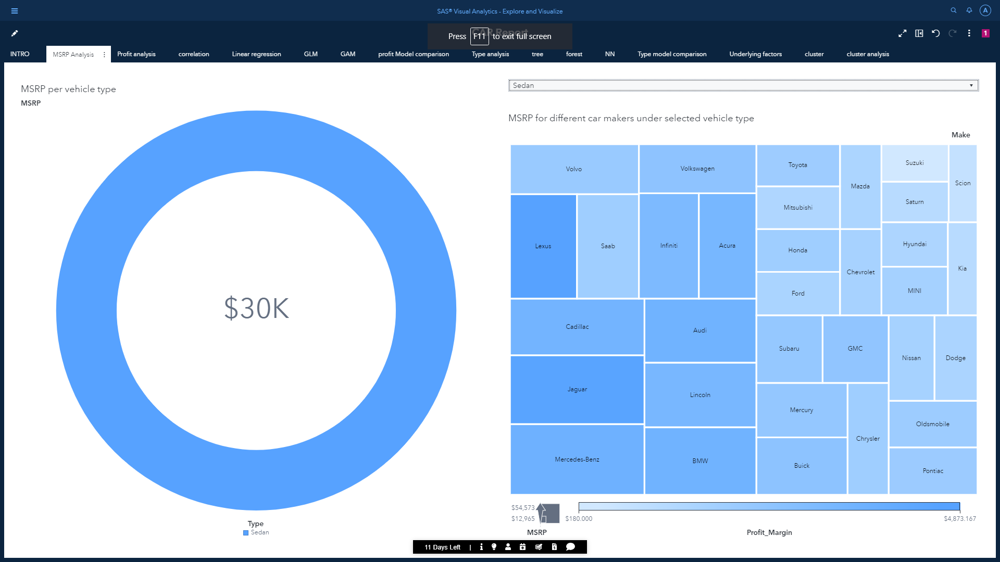 SAS® Visual Analytics - Explore and Visualize
A
CAR Report
Press F11 to exit full screen
1
INTRO
MSRP Analysis
Profit analysis
correlation
Linear regression
GLM
GAM
profit Model comparison
Type analysis
tree
forest
NN
Type model comparison
Underlying factors
cluster
cluster analysis
MSRP per vehicle type
MSRP
$30K
Type
Sedan
Sedan
MSRP for different car makers under selected vehicle type
Make
Volvo
Volkswagen
Toyota
Mazda
Suzuki
Scion
Saturn
Mitsubishi
Lexus
Saab
Infiniti
Acura
Honda
Chevrolet
Hyundai
Kia
Ford
MINI
Cadillac
Audi
Subaru
GMC
Nissan
Dodge
Jaguar
Lincoln
Mercury
Chrysler
Oldsmobile
Mercedes-Benz
BMW
Buick
Pontiac
$54,573
$12,965
MSRP
$180.000
$4,873.167
Profit_Margin
11 Days Left |